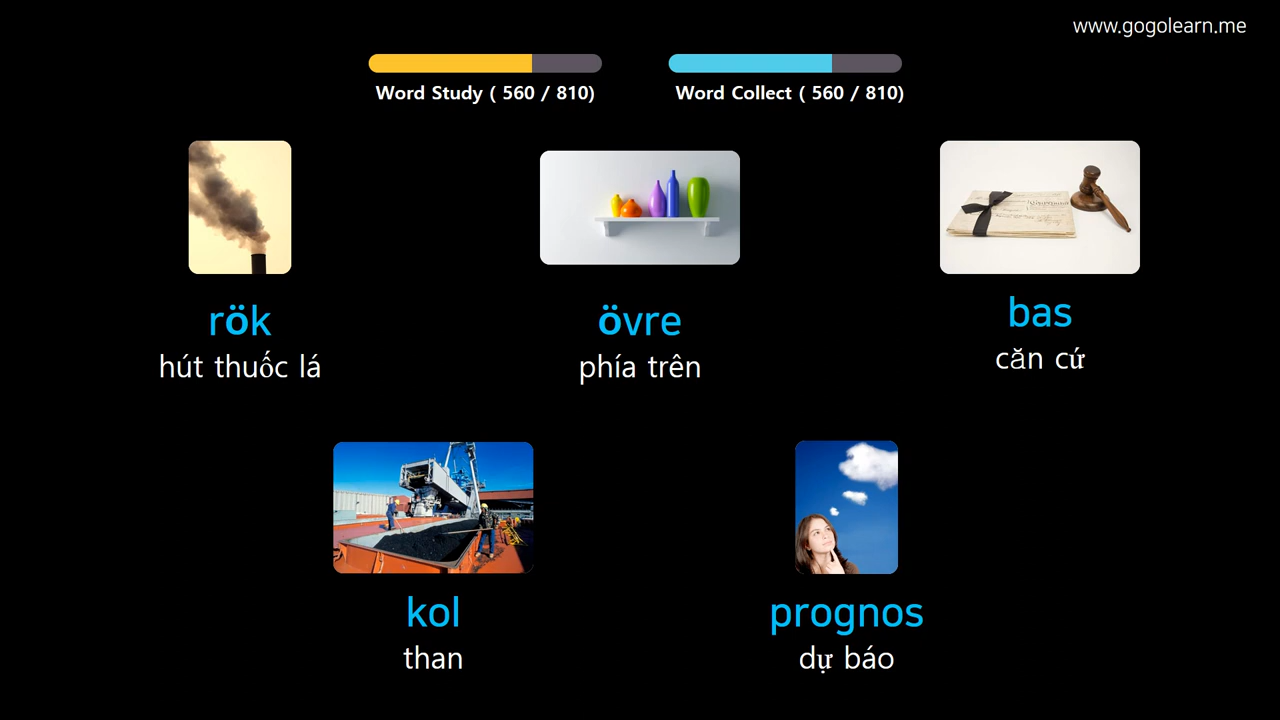 www.gogolearn.me
Word Study ( 560 / 810)
Word Collect ( 560 / 810)
rök
hút thuốc lá
övre
phía trên
bas
căn cứ
kol
than
prognos
dự báo